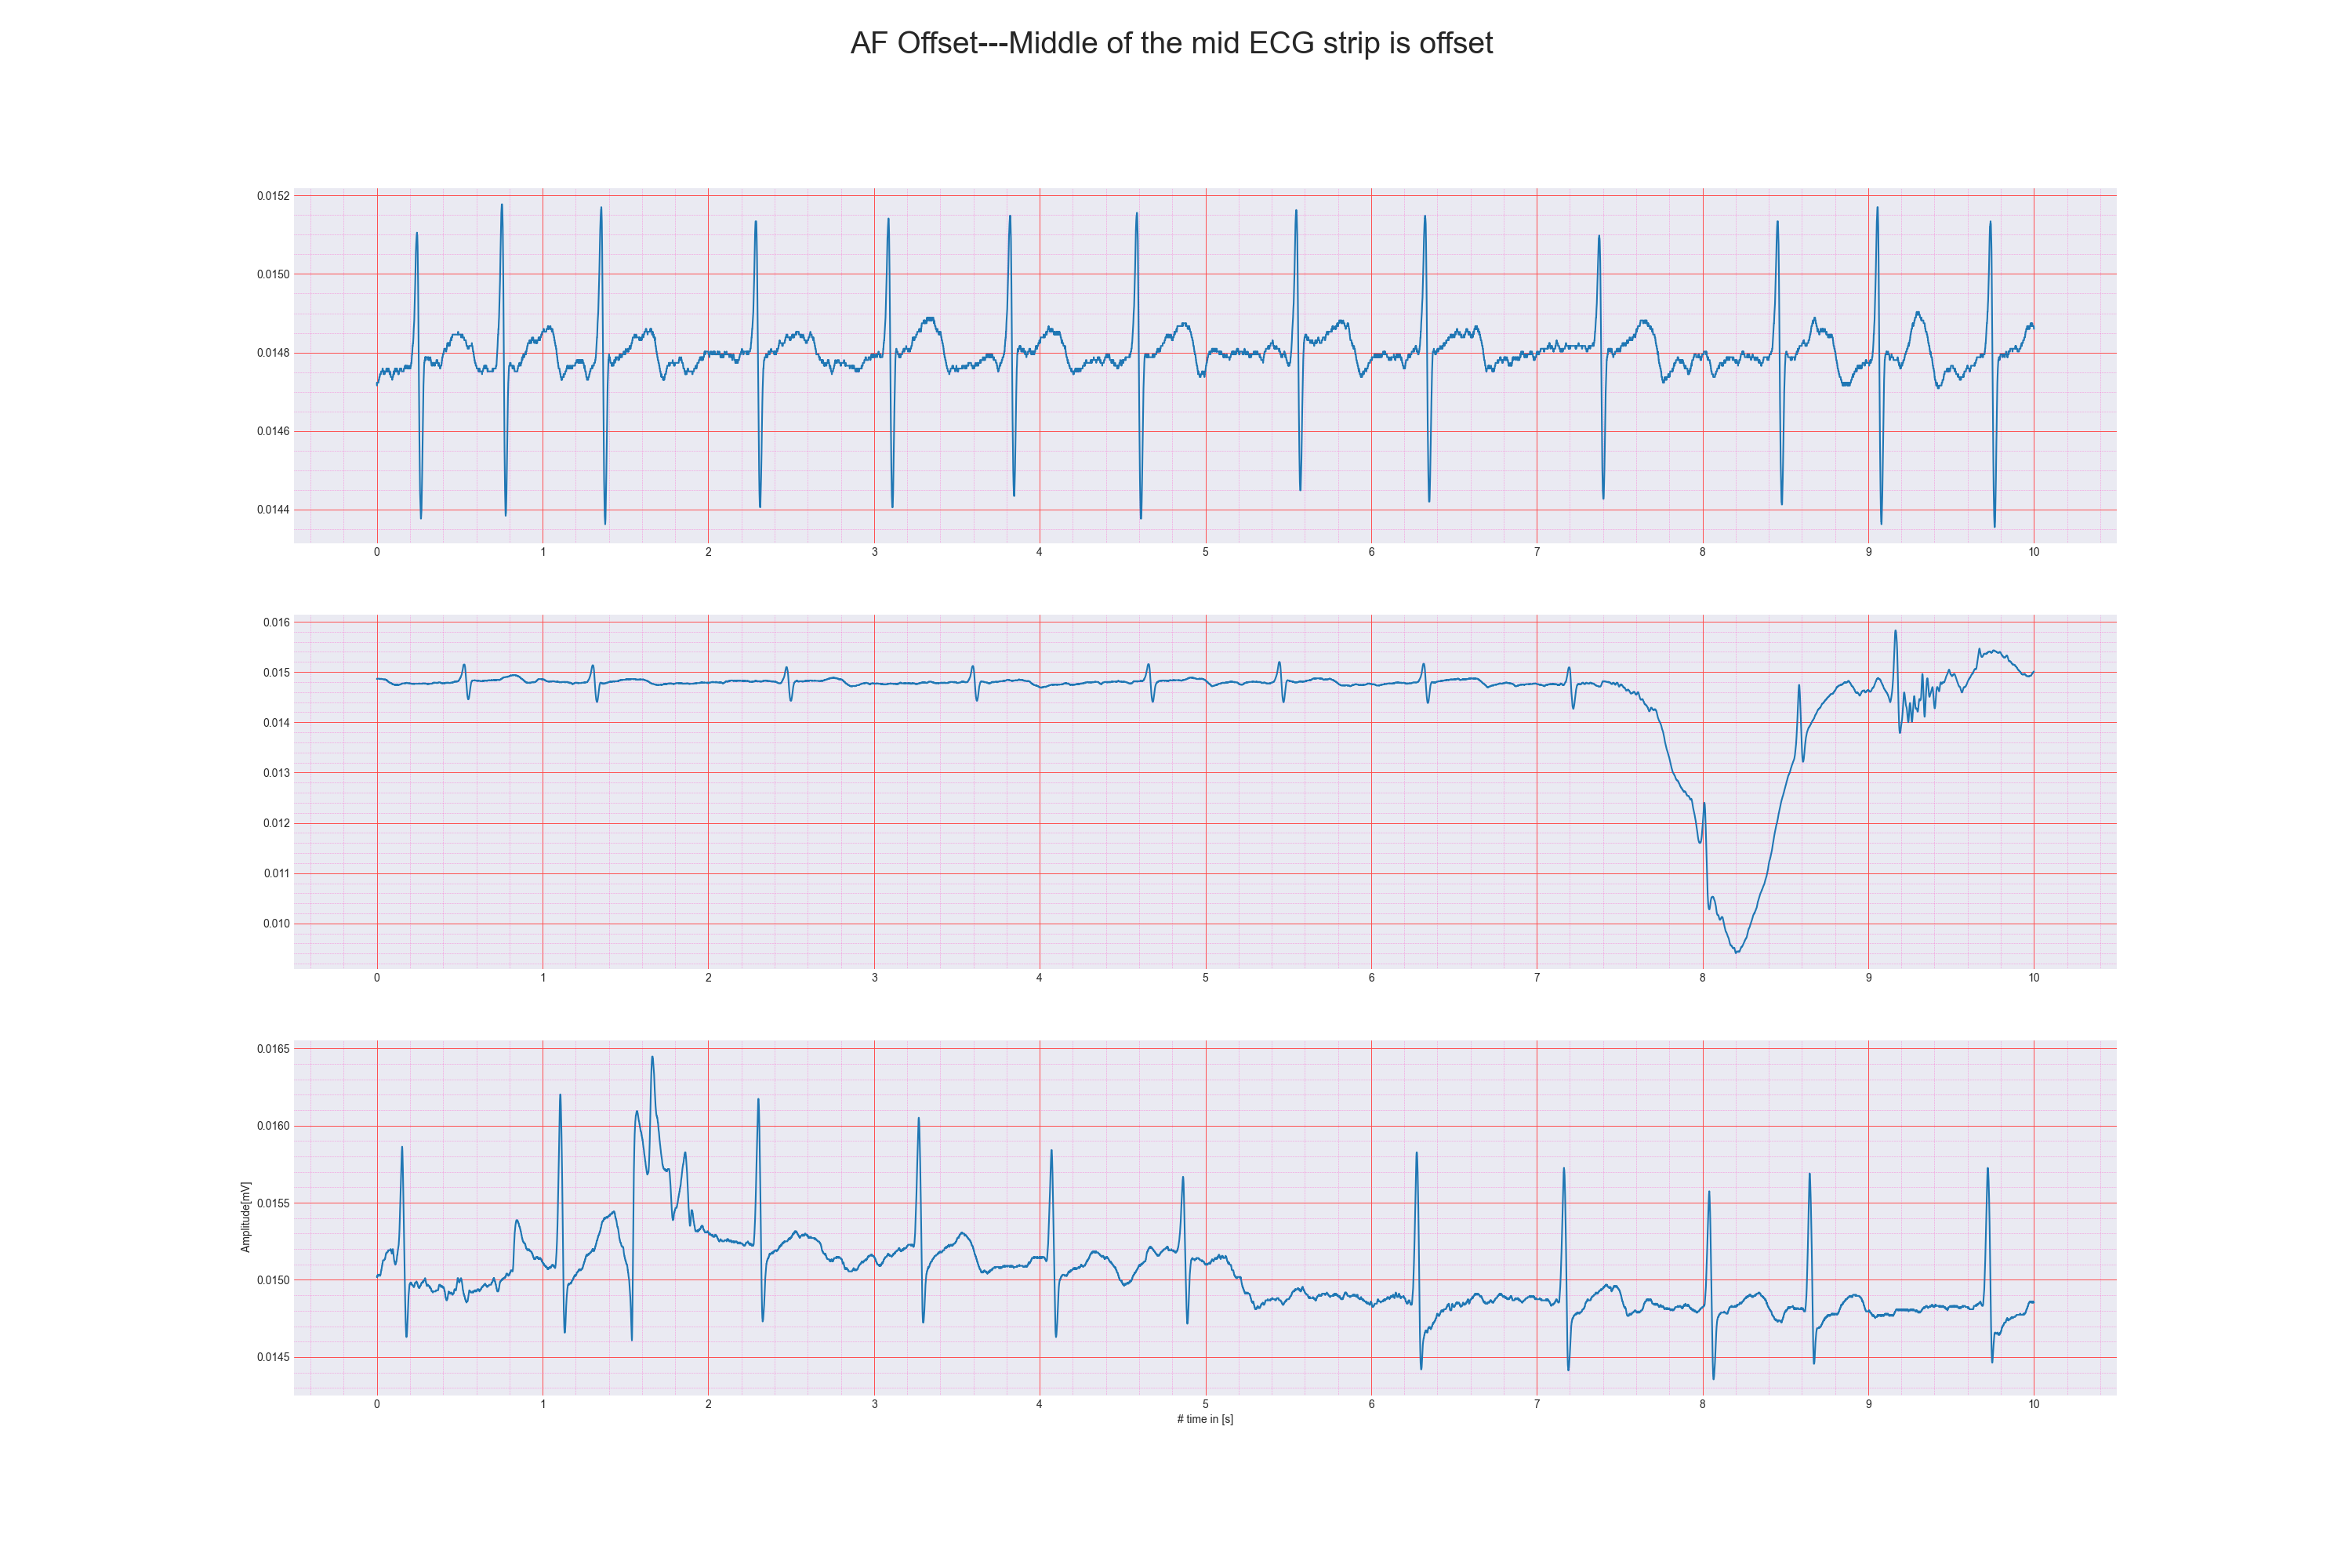 AF Offset---Middle of the mid ECG strip is offset
0.0152
0.0150
0.0148
0.0146
0.0144
0 1 2 3 4 5 6 7 8 9 10
0.016
0.015
0.014
0.013
0.012
0.011
0.010
0 1 2 3 4 5 6 7 8 9 10
0.0165
0.0160
0.0155
0.0150
0.0145
Amplitude[mV]
0 1 2 3 4 5 6 7 8 9 10
# time in [s]